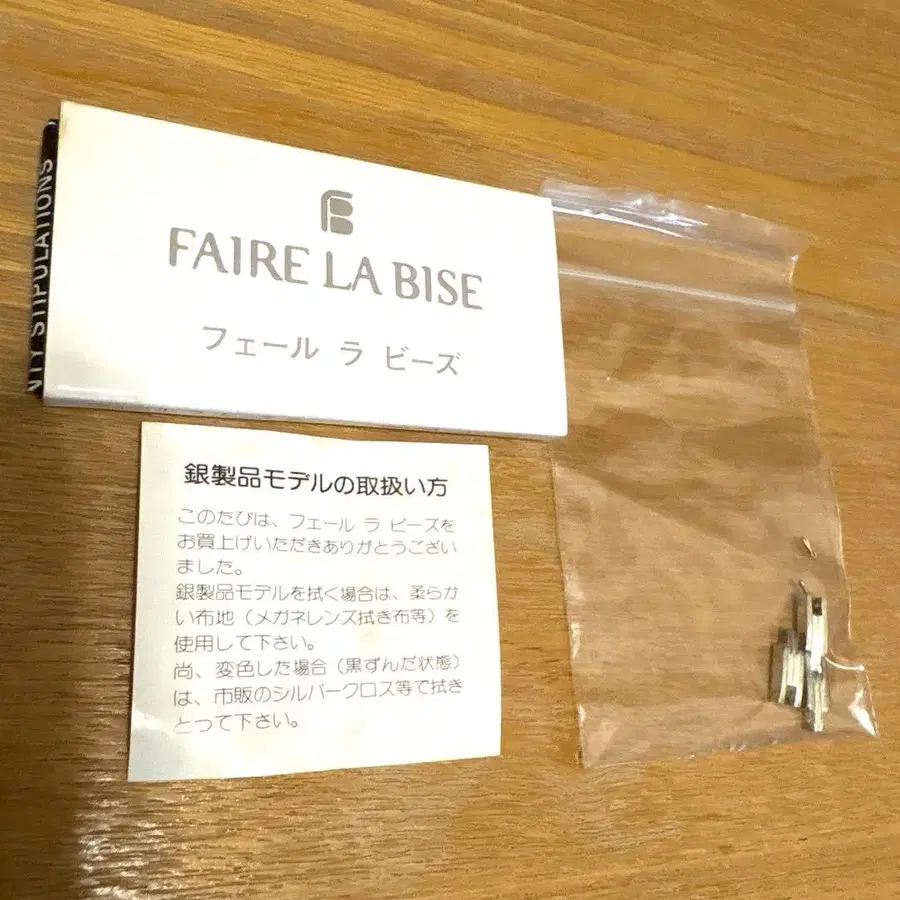 FAIRE LA BISE
フェール ラ ビーズ
TY STIPULATIONS
銀製品モデルの取扱い方
このたびは、フェール ラ ビーズを
お買上げいただきありがとうござい
ました。
銀製品モデルを拭く場合は、柔らか
い布地（メガネレンズ拭き布等）を
使用して下さい。
尚、変色した場合（黒ずんだ状態）
は、市販のシルバークロス等で拭き
とって下さい。